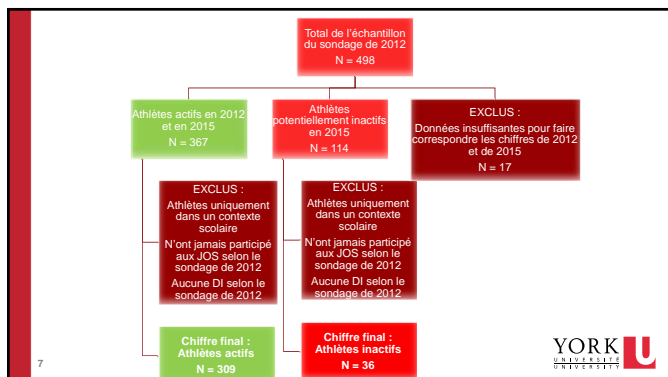 Total de l'échantillon
du sondage de 2012
N = 498
Athlètes actifs en 2012
et en 2015
N = 367
Athlètes
potentiellement inactifs
en 2015
N = 114
EXCLUS :
Données insuffisantes pour faire
correspondre les chiffres de 2012
et de 2015
N = 17
EXCLUS :
Athlètes uniquement
dans un contexte
scolaire
N'ont jamais participé
aux JOS selon le
sondage de 2012
Aucune DI selon le
sondage de 2012
EXCLUS :
Athlètes uniquement
dans un contexte
scolaire
N'ont jamais participé
aux JOS selon le
sondage de 2012
Aucune DI selon le
sondage de 2012
Chiffre final :
Athlètes actifs
N = 309
Chiffre final :
Athlètes inactifs
N = 36
7
YORK U
UNIVERSITÉ
UNIVERSITY